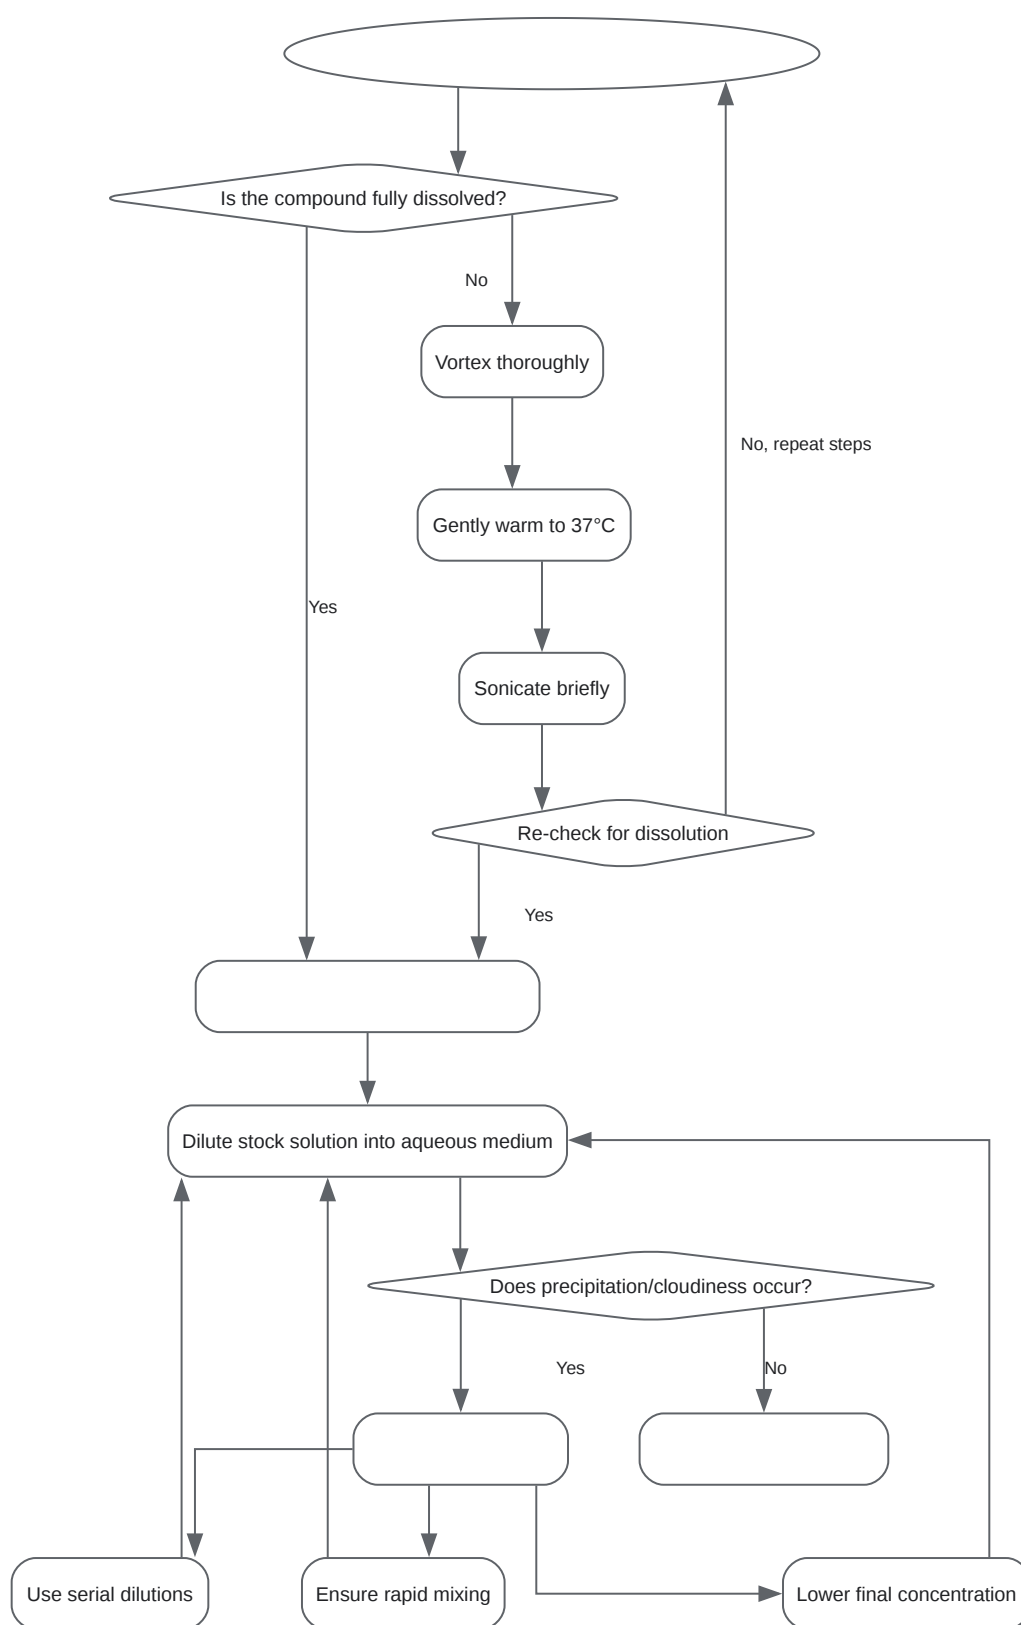 Is the compound fully dissolved?
No
Vortex thoroughly
No, repeat steps
Gently warm to 37°C
Yes
Sonicate briefly
Re-check for dissolution
Yes
Dilute stock solution into aqueous medium
Does precipitation/cloudiness occur?
Yes
No
Use serial dilutions
Ensure rapid mixing
Lower final concentration